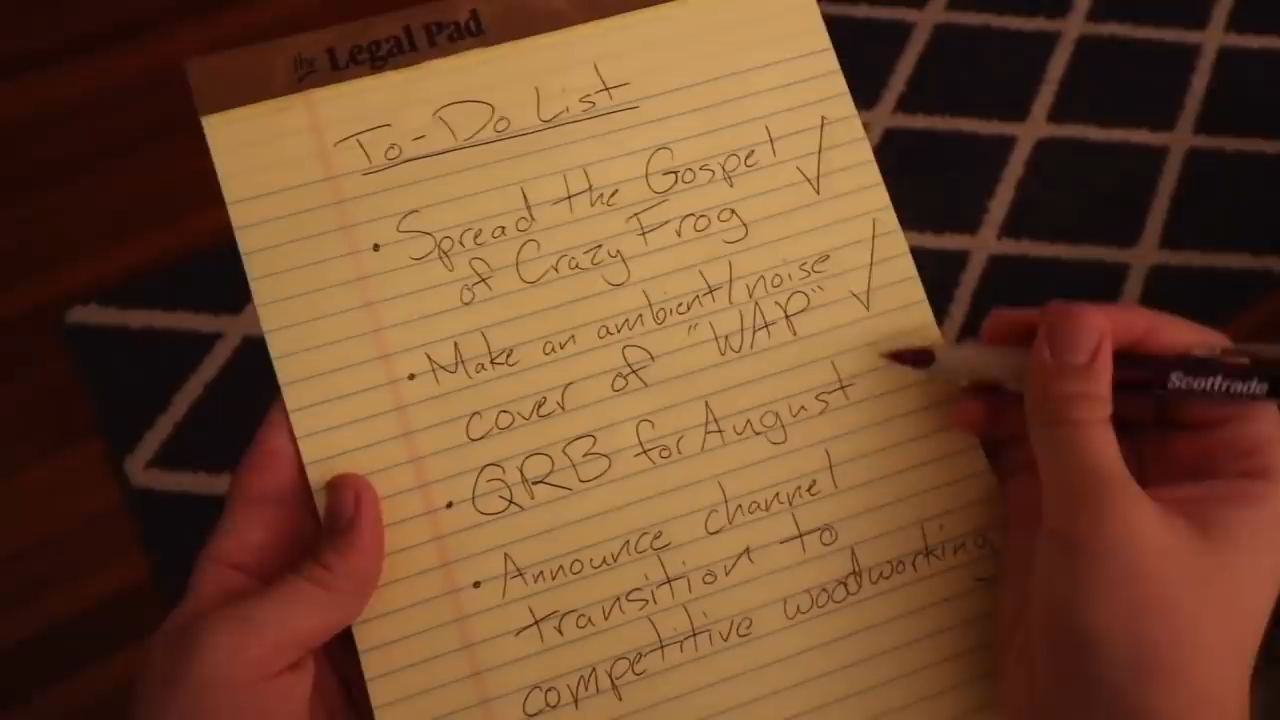 the Legal Pad
To-Do List
• Spread the Gospel ✓
of Crazy Frog
• Make an ambient/noise ✓
cover of "WAP"
• QRB for August
• Announce channel
transition to
competitive woodworking
Scottrade